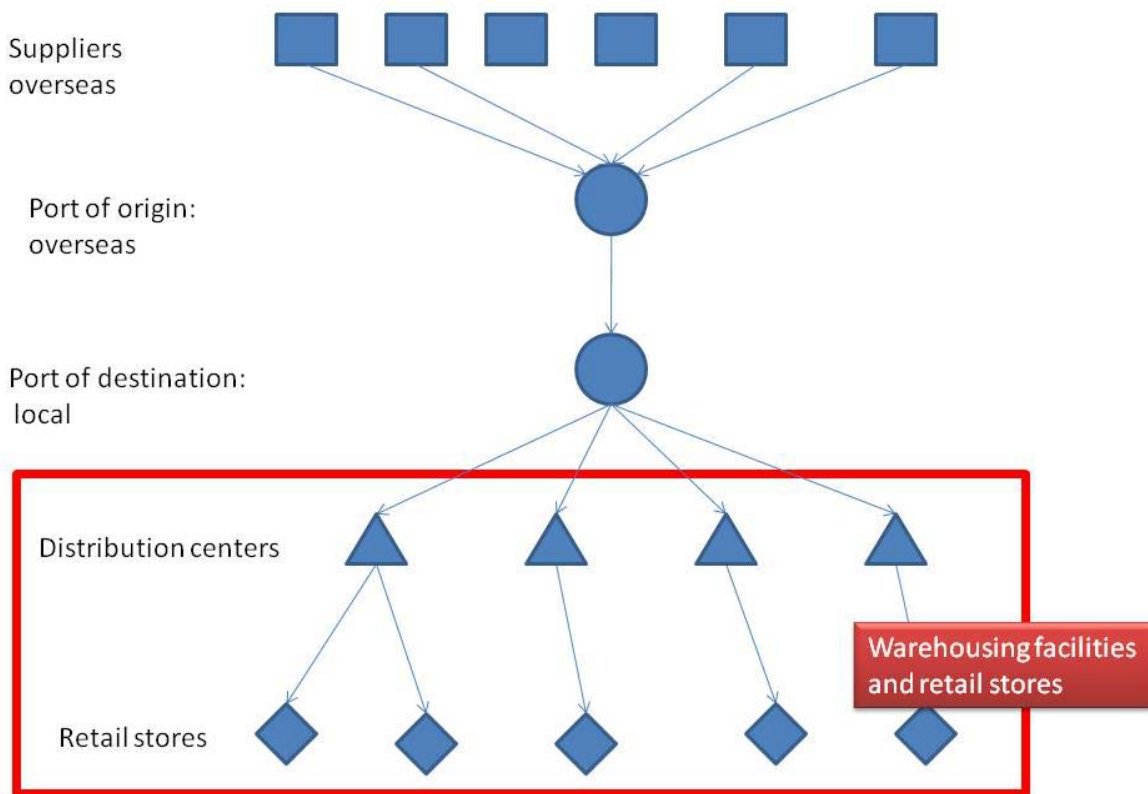 Suppliers
overseas
Port of origin:
overseas
Port of destination:
local
Distribution centers
Warehousing facilities
and retail stores
Retail stores